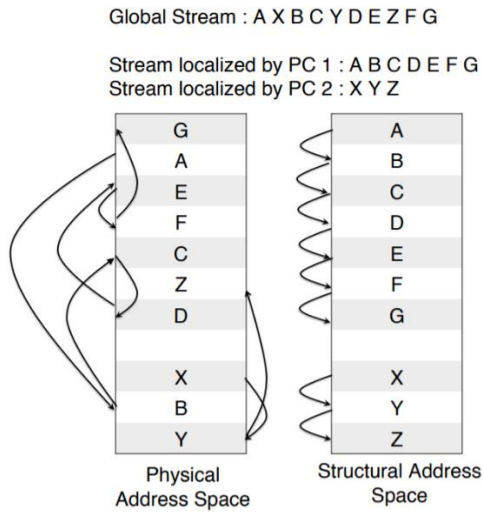 Global Stream : A X B C Y D E Z F G
Stream localized by PC 1 : A B C D E F G
Stream localized by PC 2 : X Y Z
G
A
E
F
C
Z
D
X
B
Y
Physical
Address Space
A
B
C
D
E
F
G
X
Y
Z
Structural Address
Space